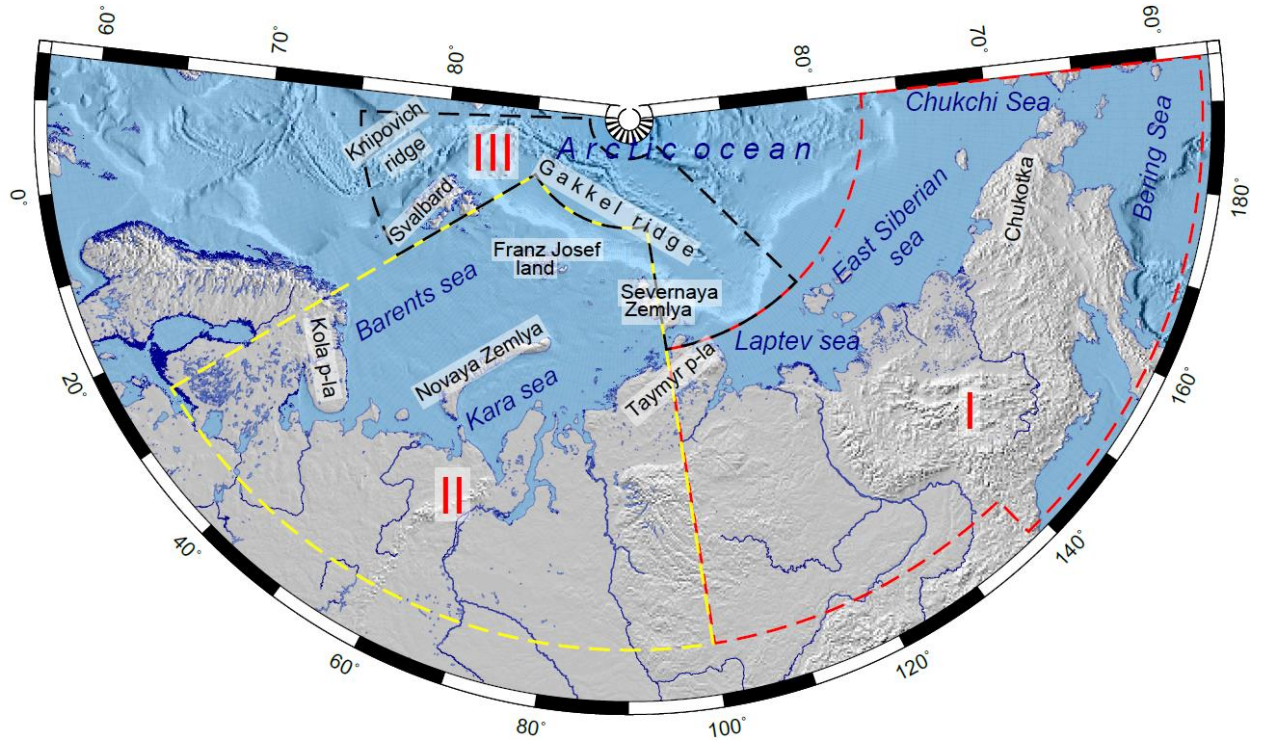 60°
70°
80°
80°
70°
60°
Chukchi Sea
Bering Sea
Knipovich
ridge
III
Arctic ocean
Svalbard
Gakkel ridge
East Siberian
sea
Chukotka
0°
180°
Franz Josef
land
Barents sea
Severnaya
Zemlya
Laptev sea
Kola p-la
Novaya Zemlya
Kara sea
Taymyr p-la
I
II
20°
40°
60°
80°
100°
120°
140°
160°